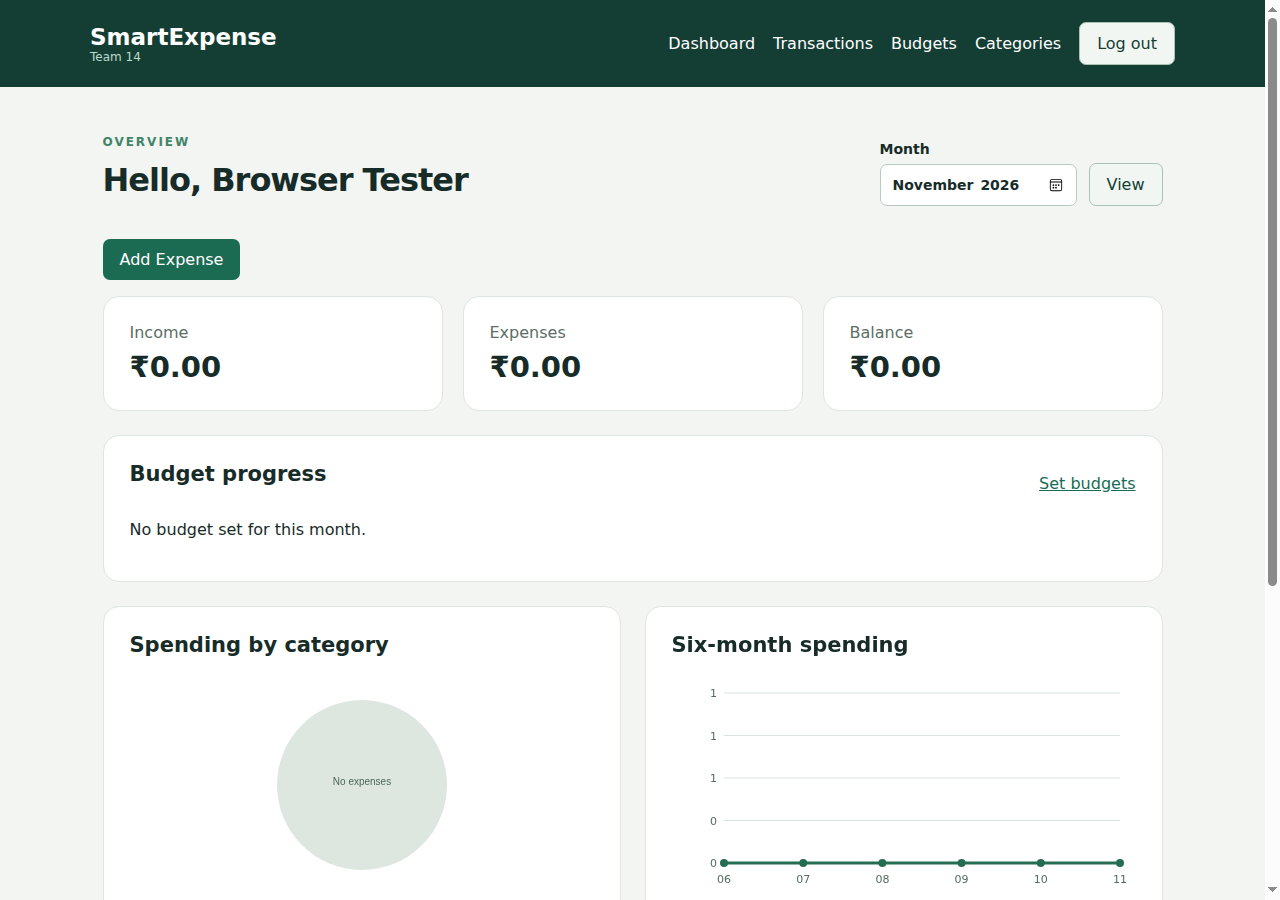 SmartExpense
Team 14
Dashboard Transactions Budgets Categories Log out
OVERVIEW
Hello, Browser Tester
Month
November 2026
View
Add Expense
Income
₹0.00
Expenses
₹0.00
Balance
₹0.00
Budget progress
Set budgets
No budget set for this month.
Spending by category
No expenses
Six-month spending
1
1
1
0
0
06 07 08 09 10 11